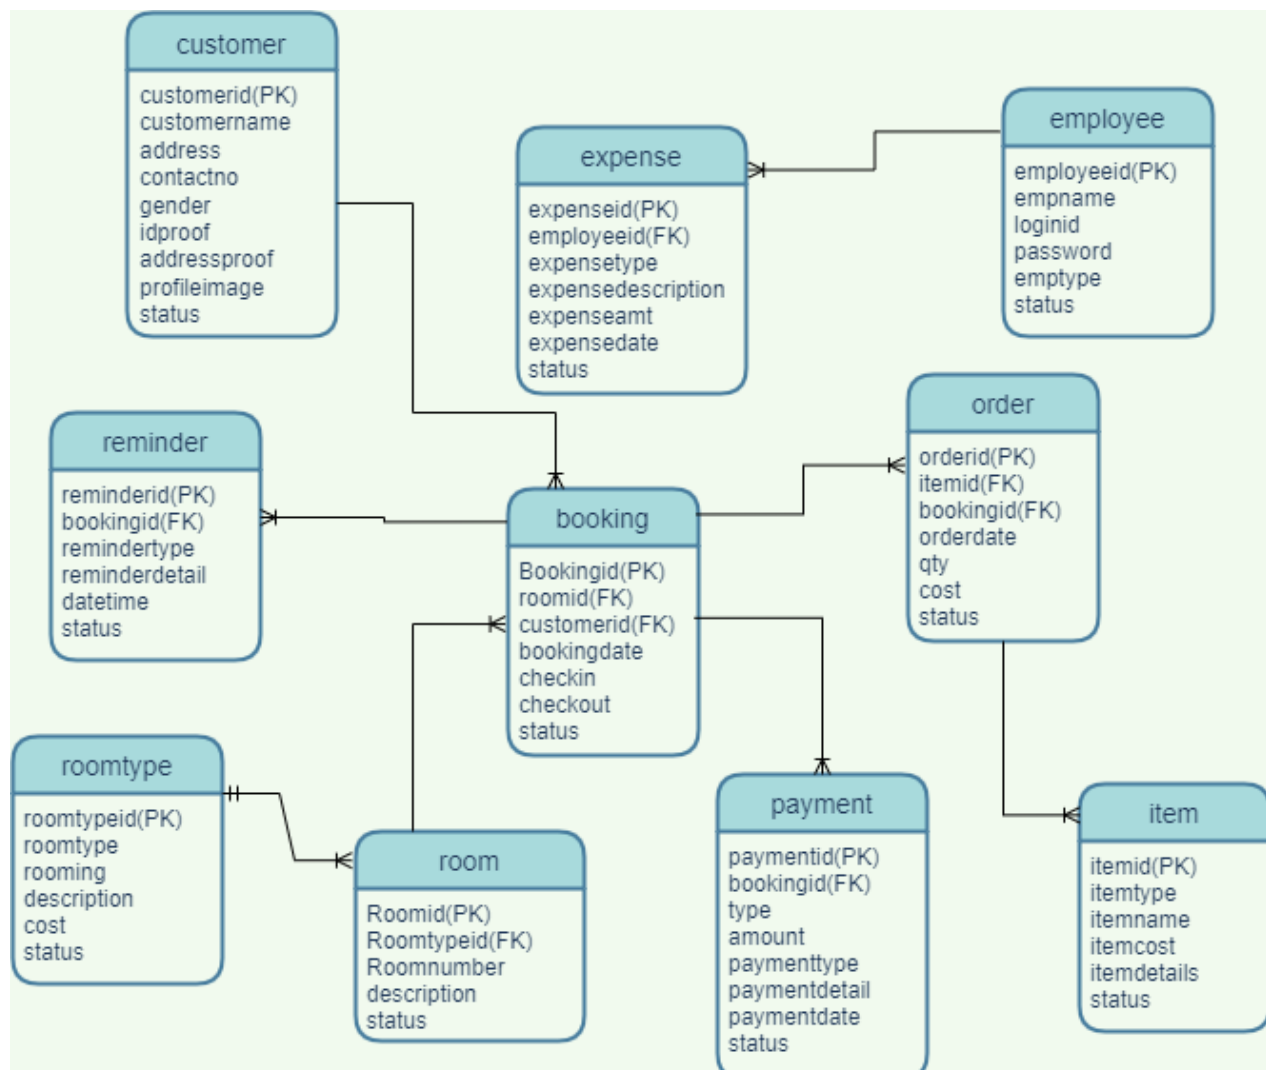 customer
customerid(PK)
customername
address
contactno
gender
idproof
addressproof
profileimage
status
expense
expenseid(PK)
employeeid(FK)
expensetype
expensedescription
expenseamt
expensedate
status
employee
employeeid(PK)
empname
loginid
password
emptype
status
reminder
reminderid(PK)
bookingid(FK)
remindertype
reminderdetail
datetime
status
booking
Bookingid(PK)
roomid(FK)
customerid(FK)
bookingdate
checkin
checkout
status
order
orderid(PK)
itemid(FK)
bookingid(FK)
orderdate
qty
cost
status
roomtype
roomtypeid(PK)
roomtype
rooming
description
cost
status
room
Roomid(PK)
Roomtypeid(FK)
Roomnumber
description
status
payment
paymentid(PK)
bookingid(FK)
type
amount
paymenttype
paymentdetail
paymentdate
status
item
itemid(PK)
itemtype
itemname
itemcost
itemdetails
status